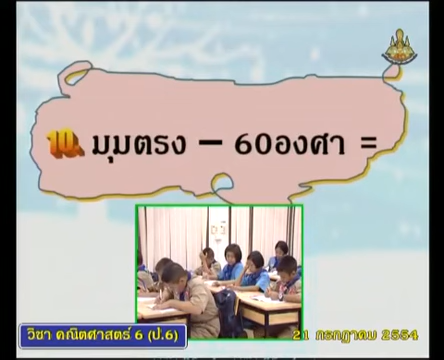 10. มุมตรง – 60องศา =
วิชา คณิตศาสตร์ 6 (ป.6)
21 กรกฎาคม 2554